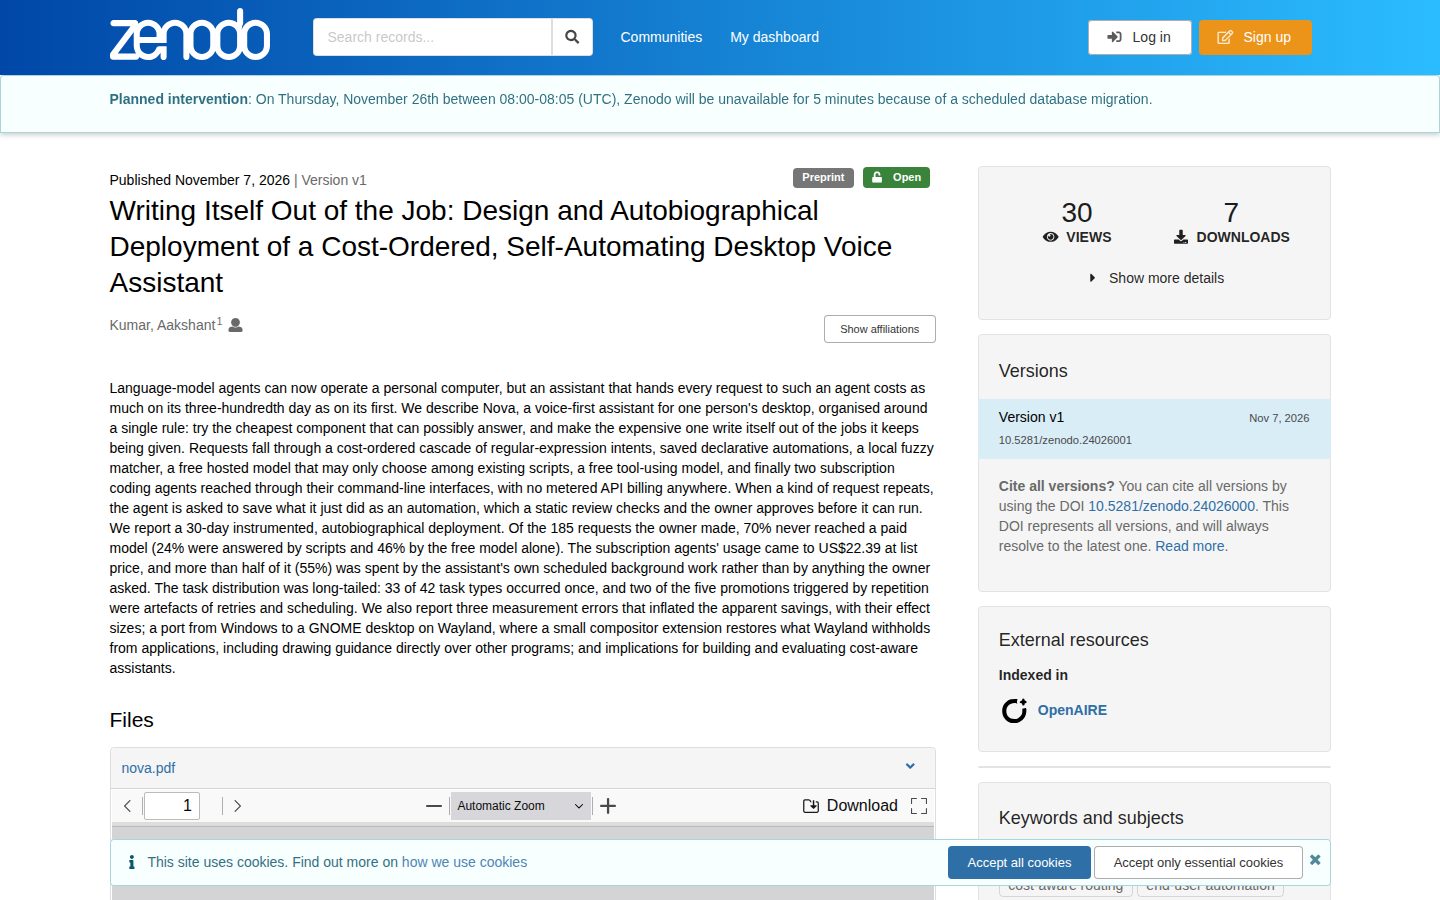 zenodo
Search records...
Communities
My dashboard
Log in
Sign up
Planned intervention: On Thursday, November 26th between 08:00-08:05 (UTC), Zenodo will be unavailable for 5 minutes because of a scheduled database migration.
Published November 7, 2026 | Version v1
Preprint
Open
Writing Itself Out of the Job: Design and Autobiographical
Deployment of a Cost-Ordered, Self-Automating Desktop Voice
Assistant
Kumar, Aakshant1
Show affiliations
Language-model agents can now operate a personal computer, but an assistant that hands every request to such an agent costs as
much on its three-hundredth day as on its first. We describe Nova, a voice-first assistant for one person's desktop, organised around
a single rule: try the cheapest component that can possibly answer, and make the expensive one write itself out of the jobs it keeps
being given. Requests fall through a cost-ordered cascade of regular-expression intents, saved declarative automations, a local fuzzy
matcher, a free hosted model that may only choose among existing scripts, a free tool-using model, and finally two subscription
coding agents reached through their command-line interfaces, with no metered API billing anywhere. When a kind of request repeats,
the agent is asked to save what it just did as an automation, which a static review checks and the owner approves before it can run.
We report a 30-day instrumented, autobiographical deployment. Of the 185 requests the owner made, 70% never reached a paid
model (24% were answered by scripts and 46% by the free model alone). The subscription agents' usage came to US$22.39 at list
price, and more than half of it (55%) was spent by the assistant's own scheduled background work rather than by anything the owner
asked. The task distribution was long-tailed: 33 of 42 task types occurred once, and two of the five promotions triggered by repetition
were artefacts of retries and scheduling. We also report three measurement errors that inflated the apparent savings, with their effect
sizes; a port from Windows to a GNOME desktop on Wayland, where a small compositor extension restores what Wayland withholds
from applications, including drawing guidance directly over other programs; and implications for building and evaluating cost-aware
assistants.
Files
nova.pdf
1
Automatic Zoom
Download
30
VIEWS
7
DOWNLOADS
Show more details
Versions
Version v1
Nov 7, 2026
10.5281/zenodo.24026001
Cite all versions? You can cite all versions by
using the DOI 10.5281/zenodo.24026000. This
DOI represents all versions, and will always
resolve to the latest one. Read more.
External resources
Indexed in
OpenAIRE
Keywords and subjects
cost-aware routing
end-user automation
This site uses cookies. Find out more on how we use cookies
Accept all cookies
Accept only essential cookies